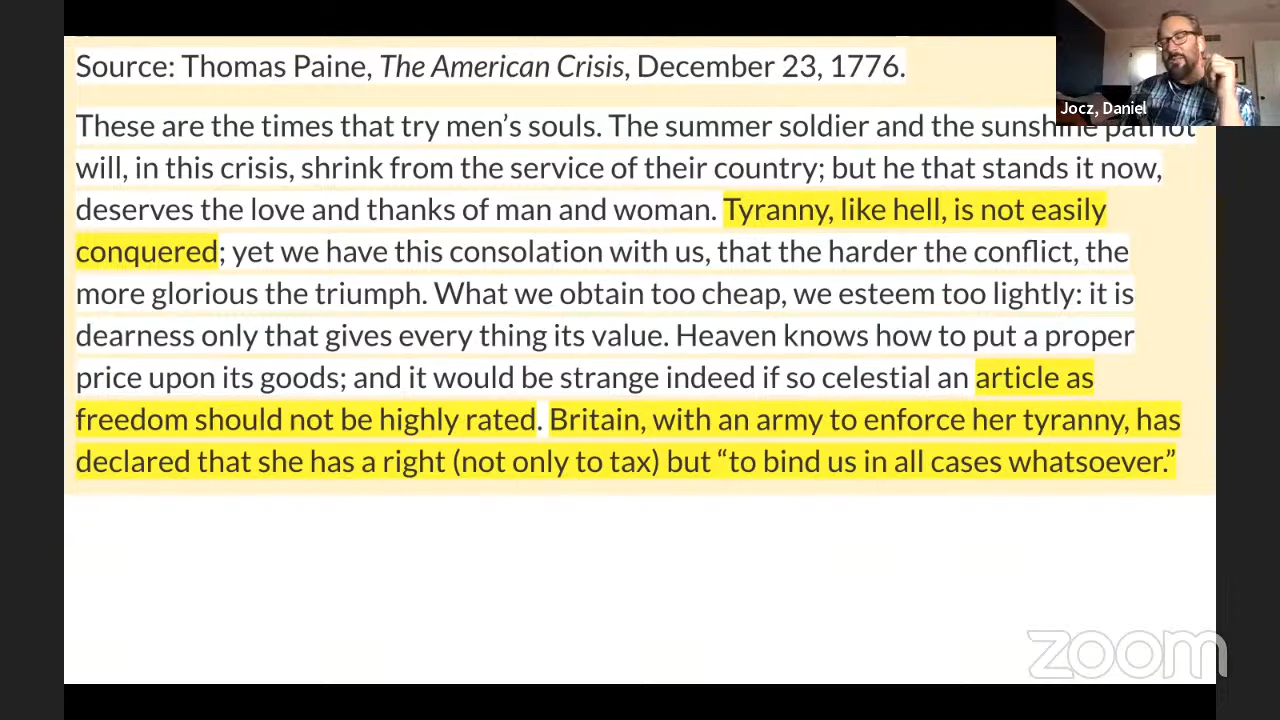 Source: Thomas Paine, The American Crisis, December 23, 1776.
Jocz, Daniel
These are the times that try men’s souls. The summer soldier and the sunshine patriot
will, in this crisis, shrink from the service of their country; but he that stands it now,
deserves the love and thanks of man and woman. Tyranny, like hell, is not easily
conquered; yet we have this consolation with us, that the harder the conflict, the
more glorious the triumph. What we obtain too cheap, we esteem too lightly: it is
dearness only that gives every thing its value. Heaven knows how to put a proper
price upon its goods; and it would be strange indeed if so celestial an article as
freedom should not be highly rated. Britain, with an army to enforce her tyranny, has
declared that she has a right (not only to tax) but “to bind us in all cases whatsoever.”
zoom